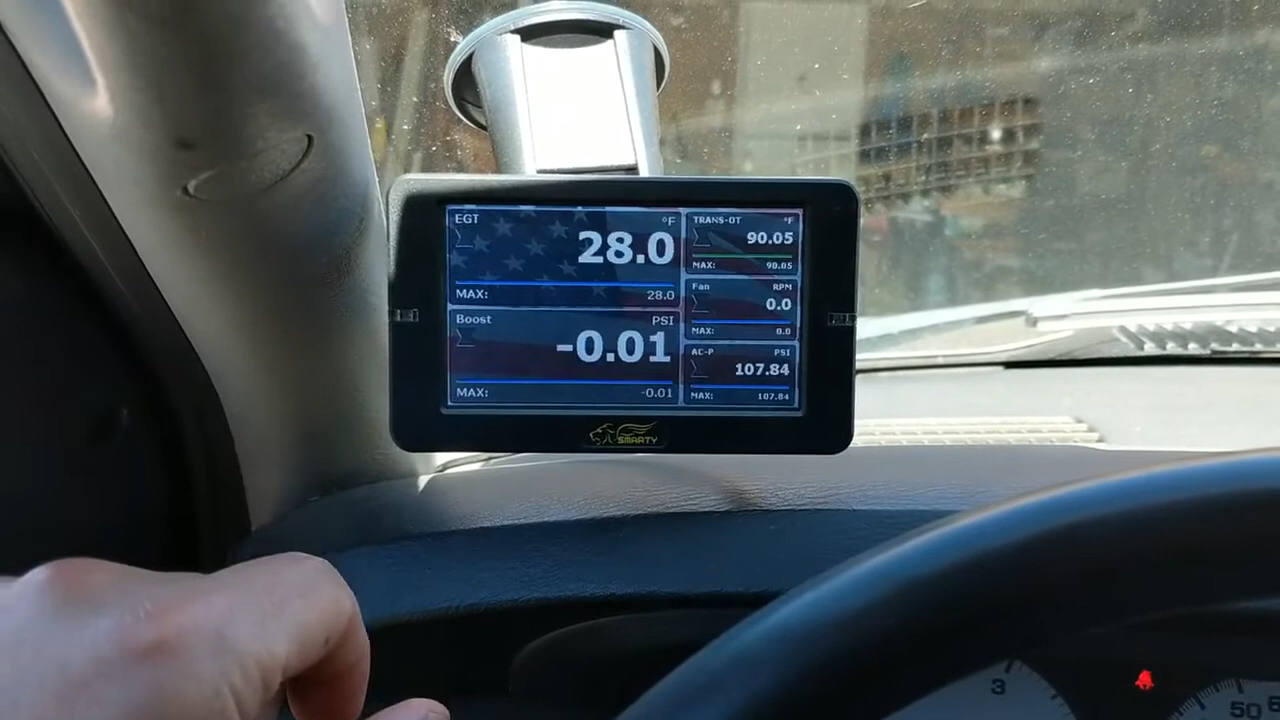 EGT °F
28.0
MAX: 28.0
Boost PSI
-0.01
MAX: -0.01
TRANS-OT °F
90.05
MAX: 90.05
Fan RPM
0.0
MAX: 0.0
AC-P PSI
107.84
MAX: 107.84
SMARTY
3
50